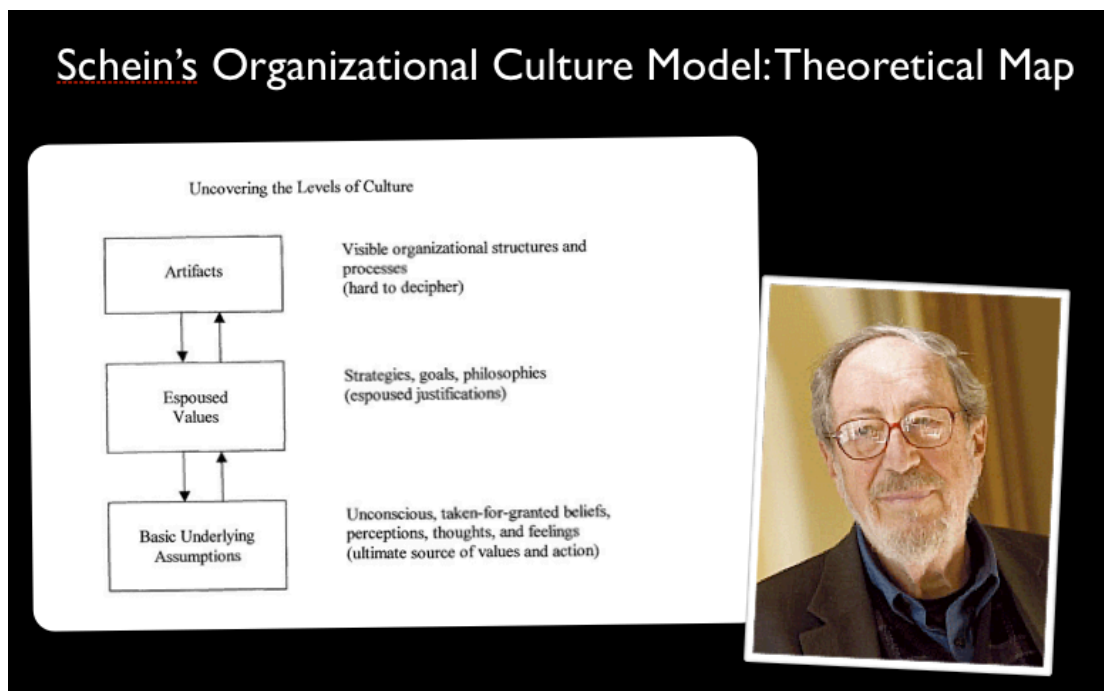 Schein's Organizational Culture Model: Theoretical Map
Uncovering the Levels of Culture
Artifacts
Visible organizational structures and
processes
(hard to decipher)
Espoused
Values
Strategies, goals, philosophies
(espoused justifications)
Basic Underlying
Assumptions
Unconscious, taken-for-granted beliefs,
perceptions, thoughts, and feelings
(ultimate source of values and action)